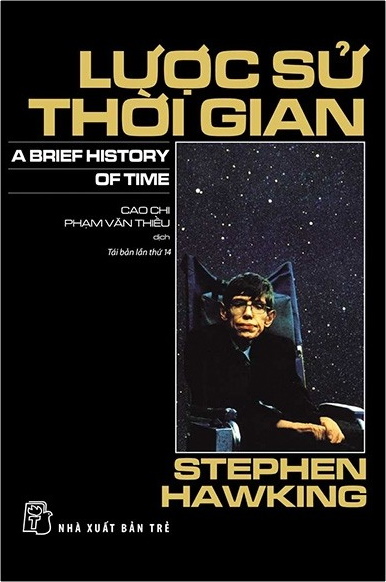 LƯỢC SỬ
THỜI GIAN
A BRIEF HISTORY
OF TIME
CAO CHI
PHẠM VĂN THIỀU
dịch
Tái bản lần thứ 14
STEPHEN
HAWKING
T
NHÀ XUẤT BẢN TRẺ